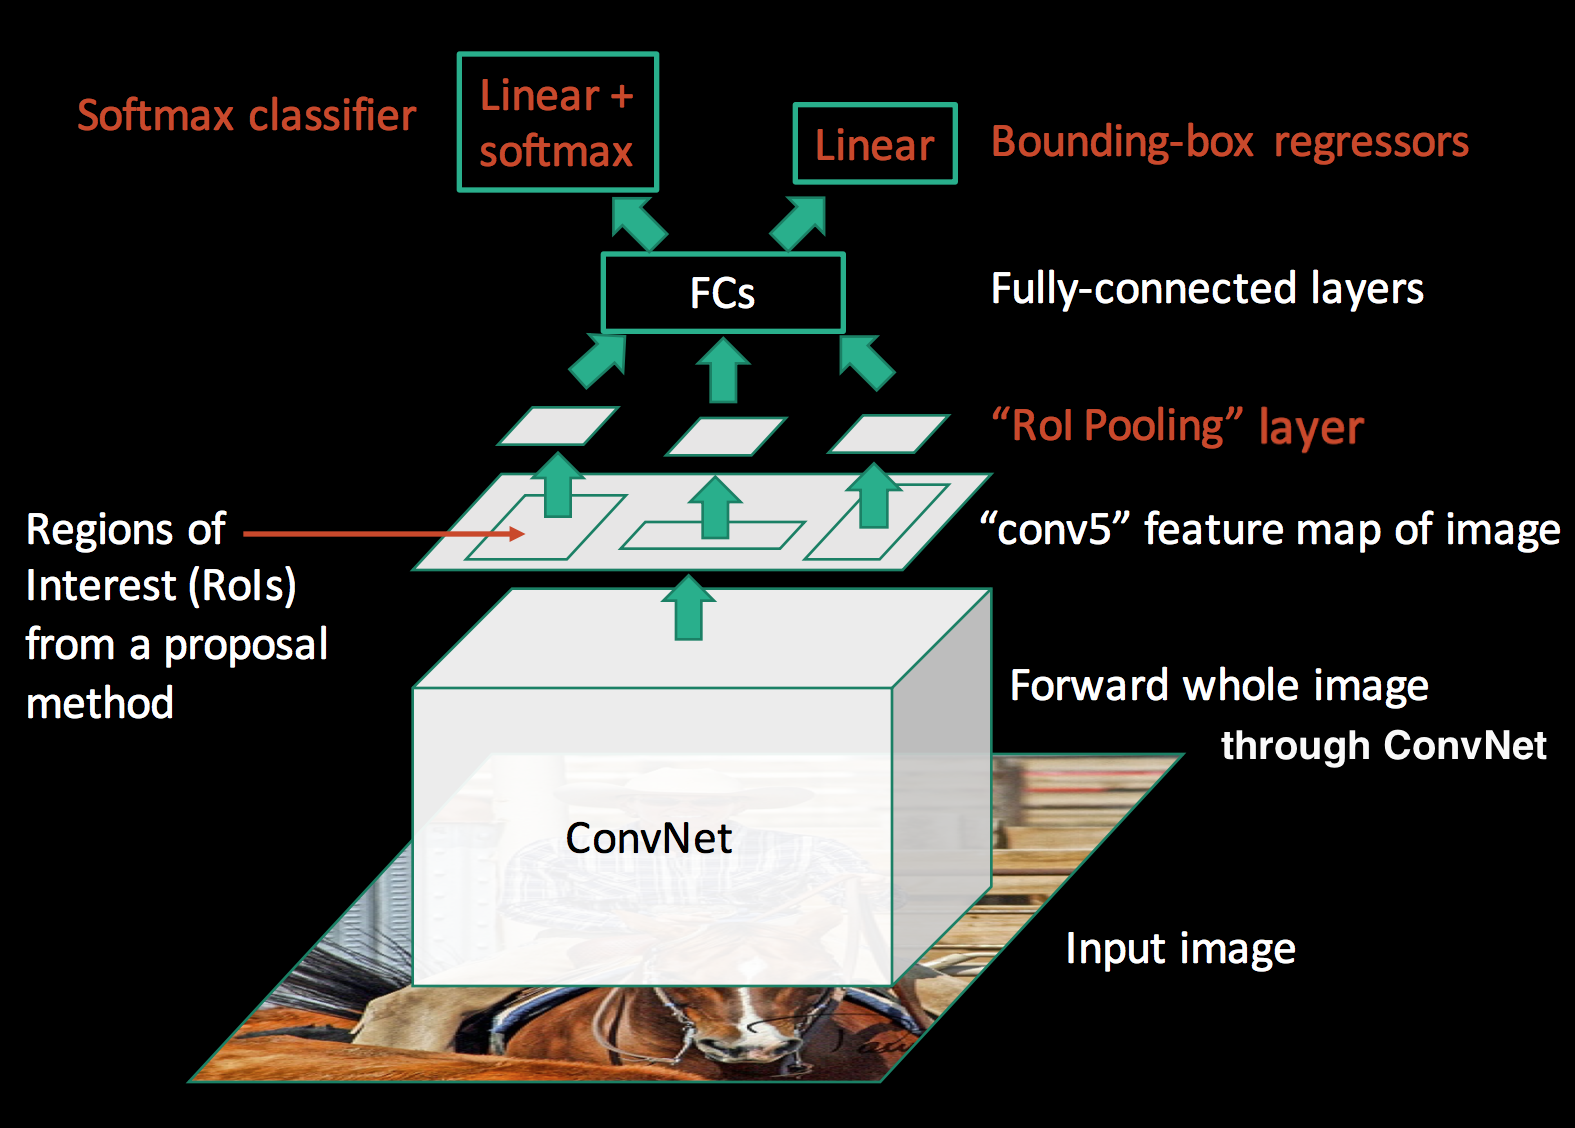 Softmax classifier
Linear +
softmax
Linear
Bounding-box regressors
FCs
Fully-connected layers
“RoI Pooling” layer
Regions of
Interest (RoIs)
from a proposal
method
“conv5” feature map of image
Forward whole image
through ConvNet
ConvNet
Input image